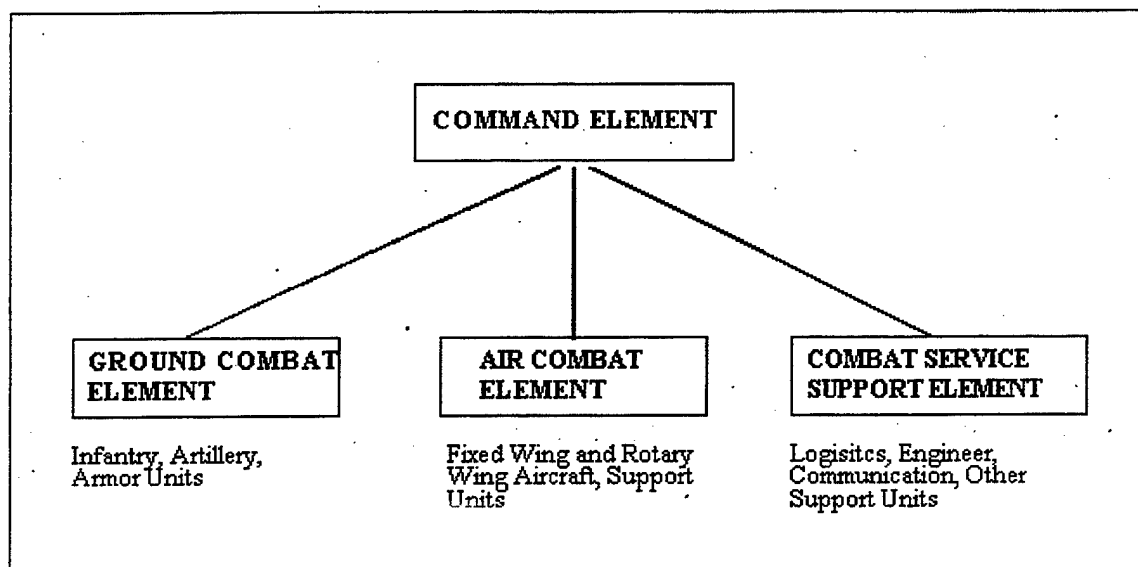 COMMAND ELEMENT
GROUND COMBAT
ELEMENT
Infantry, Artillery,
Armor Units
AIR COMBAT
ELEMENT
Fixed Wing and Rotary
Wing Aircraft, Support
Units
COMBAT SERVICE
SUPPORT ELEMENT
Logisitcs, Engineer,
Communication, Other
Support Units